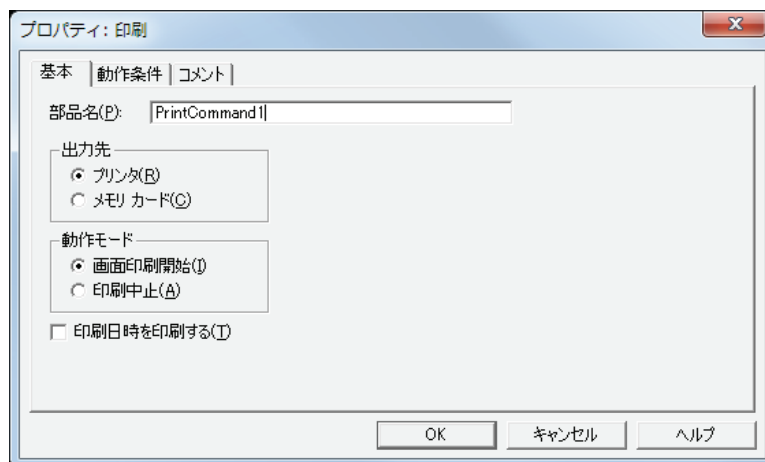 プロパティ: 印刷
基本 動作条件 コメント
部品名(P): PrintCommand1
出力先
プリンタ(R)
メモリ カード(C)
動作モード
画面印刷開始(I)
印刷中止(A)
印刷日時を印刷する(T)
OK キャンセル ヘルプ